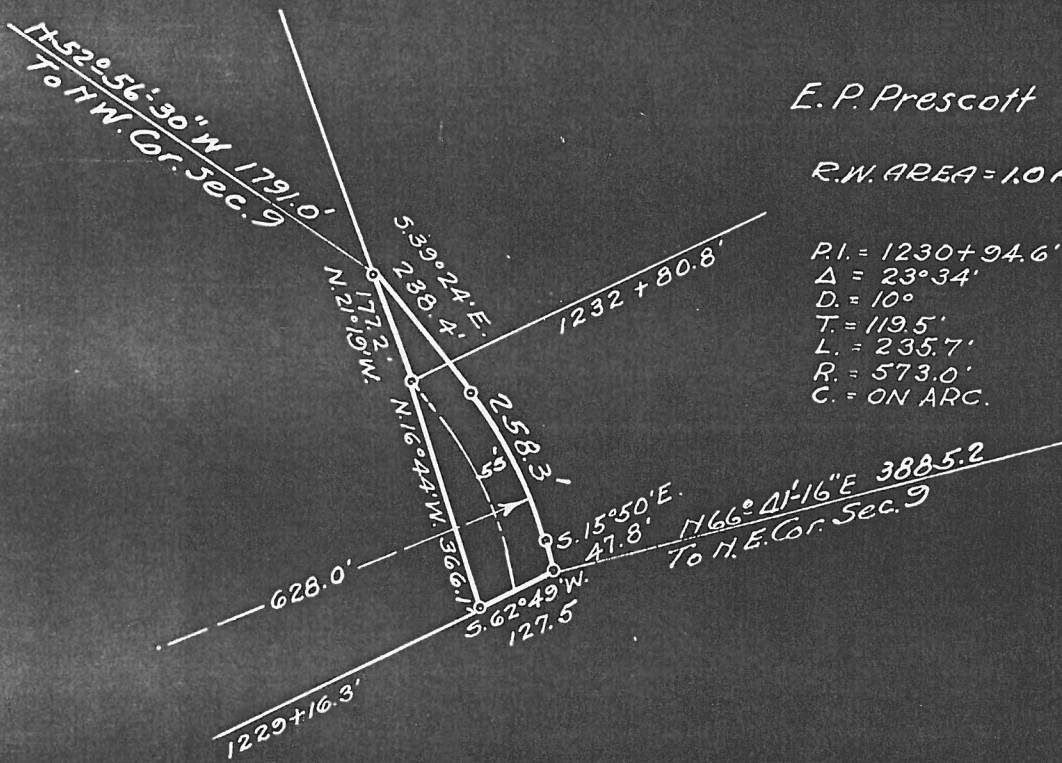 N-52°-56'-30"W 1791.0'
To N.W. Cor. Sec. 9
E.P. Prescott
R.W. AREA = 1.0
S.39°24'E.
238.4'
177.2'
N.21°19'W.
1232 + 80.8'
P.I. = 1230+94.6'
Δ = 23°34'
D. = 10°
T. = 119.5'
L. = 235.7'
R. = 573.0'
C. = ON ARC.
258.3'
55'
N.16°44'W. 366.1'
S.15°50'E.
47.8'
N66°-41'-16"E 3885.2
To N.E. Cor. Sec. 9
628.0'
S.62°49'W.
127.5
1229+16.3'